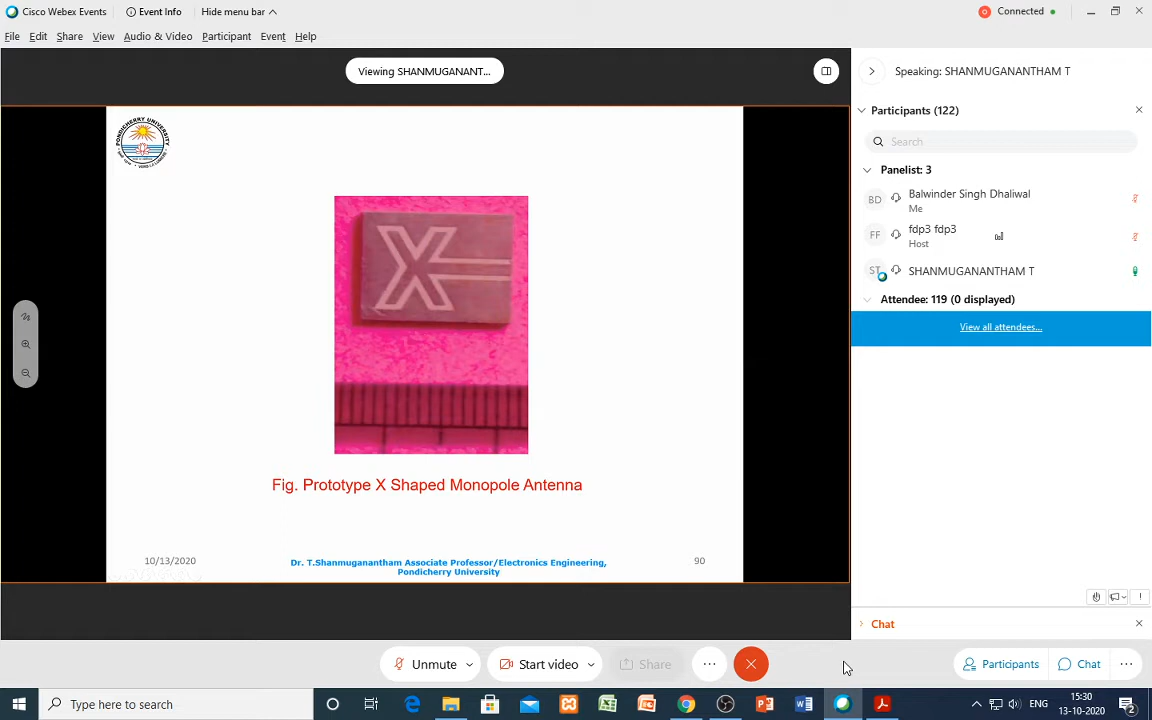 Cisco Webex Events
Event Info
Hide menu bar
Connected
File Edit Share View Audio & Video Participant Event Help
Viewing SHANMUGANANT...
Speaking: SHANMUGANANTHAM T
Participants (122)
Search
Panelist: 3
BD
Balwinder Singh Dhaliwal
Me
FF
fdp3 fdp3
Host
ST
SHANMUGANANTHAM T
Attendee: 119 (0 displayed)
View all attendees...
PONDICHERRY UNIVERSITY
Fig. Prototype X Shaped Monopole Antenna
10/13/2020
Dr. T.Shanmuganantham Associate Professor/Electronics Engineering,
Pondicherry University
90
Chat
Unmute
Start video
Share
Participants
Chat
Type here to search
ENG
15:30
13-10-2020
2